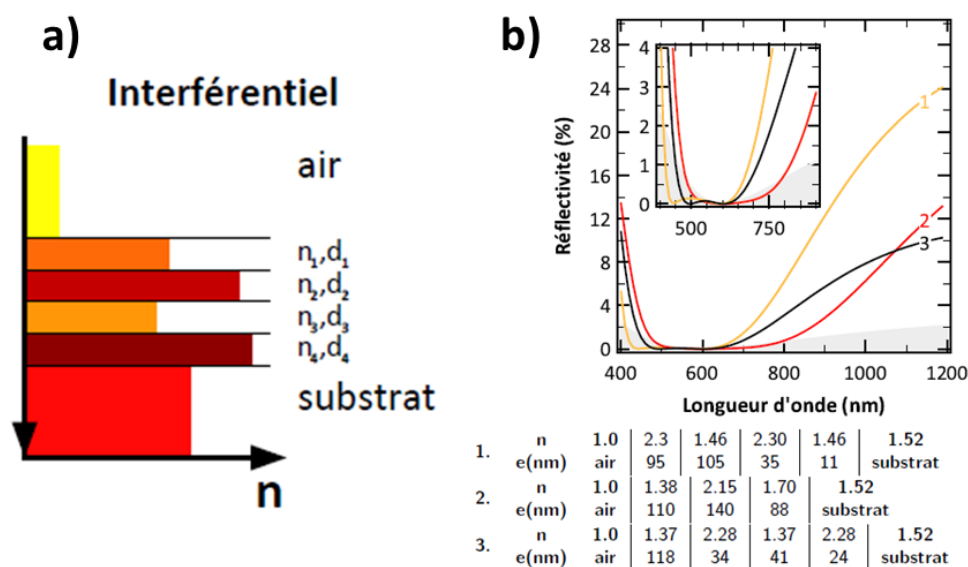 a)
Interférentiel
air
n1,d1
n2,d2
n3,d3
n4,d4
substrat
n
b)
Réflectivité (%)
28
24
20
16
12
8
4
0
4
3
2
1
0
500
750
1
2
3
400
600
800
1000
1200
Longueur d'onde (nm)
1. n 1.0 2.3 1.46 2.30 1.46 1.52
e(nm) air 95 105 35 11 substrat
2. n 1.0 1.38 2.15 1.70 1.52
e(nm) air 110 140 88 substrat
3. n 1.0 1.37 2.28 1.37 2.28 1.52
e(nm) air 118 34 41 24 substrat